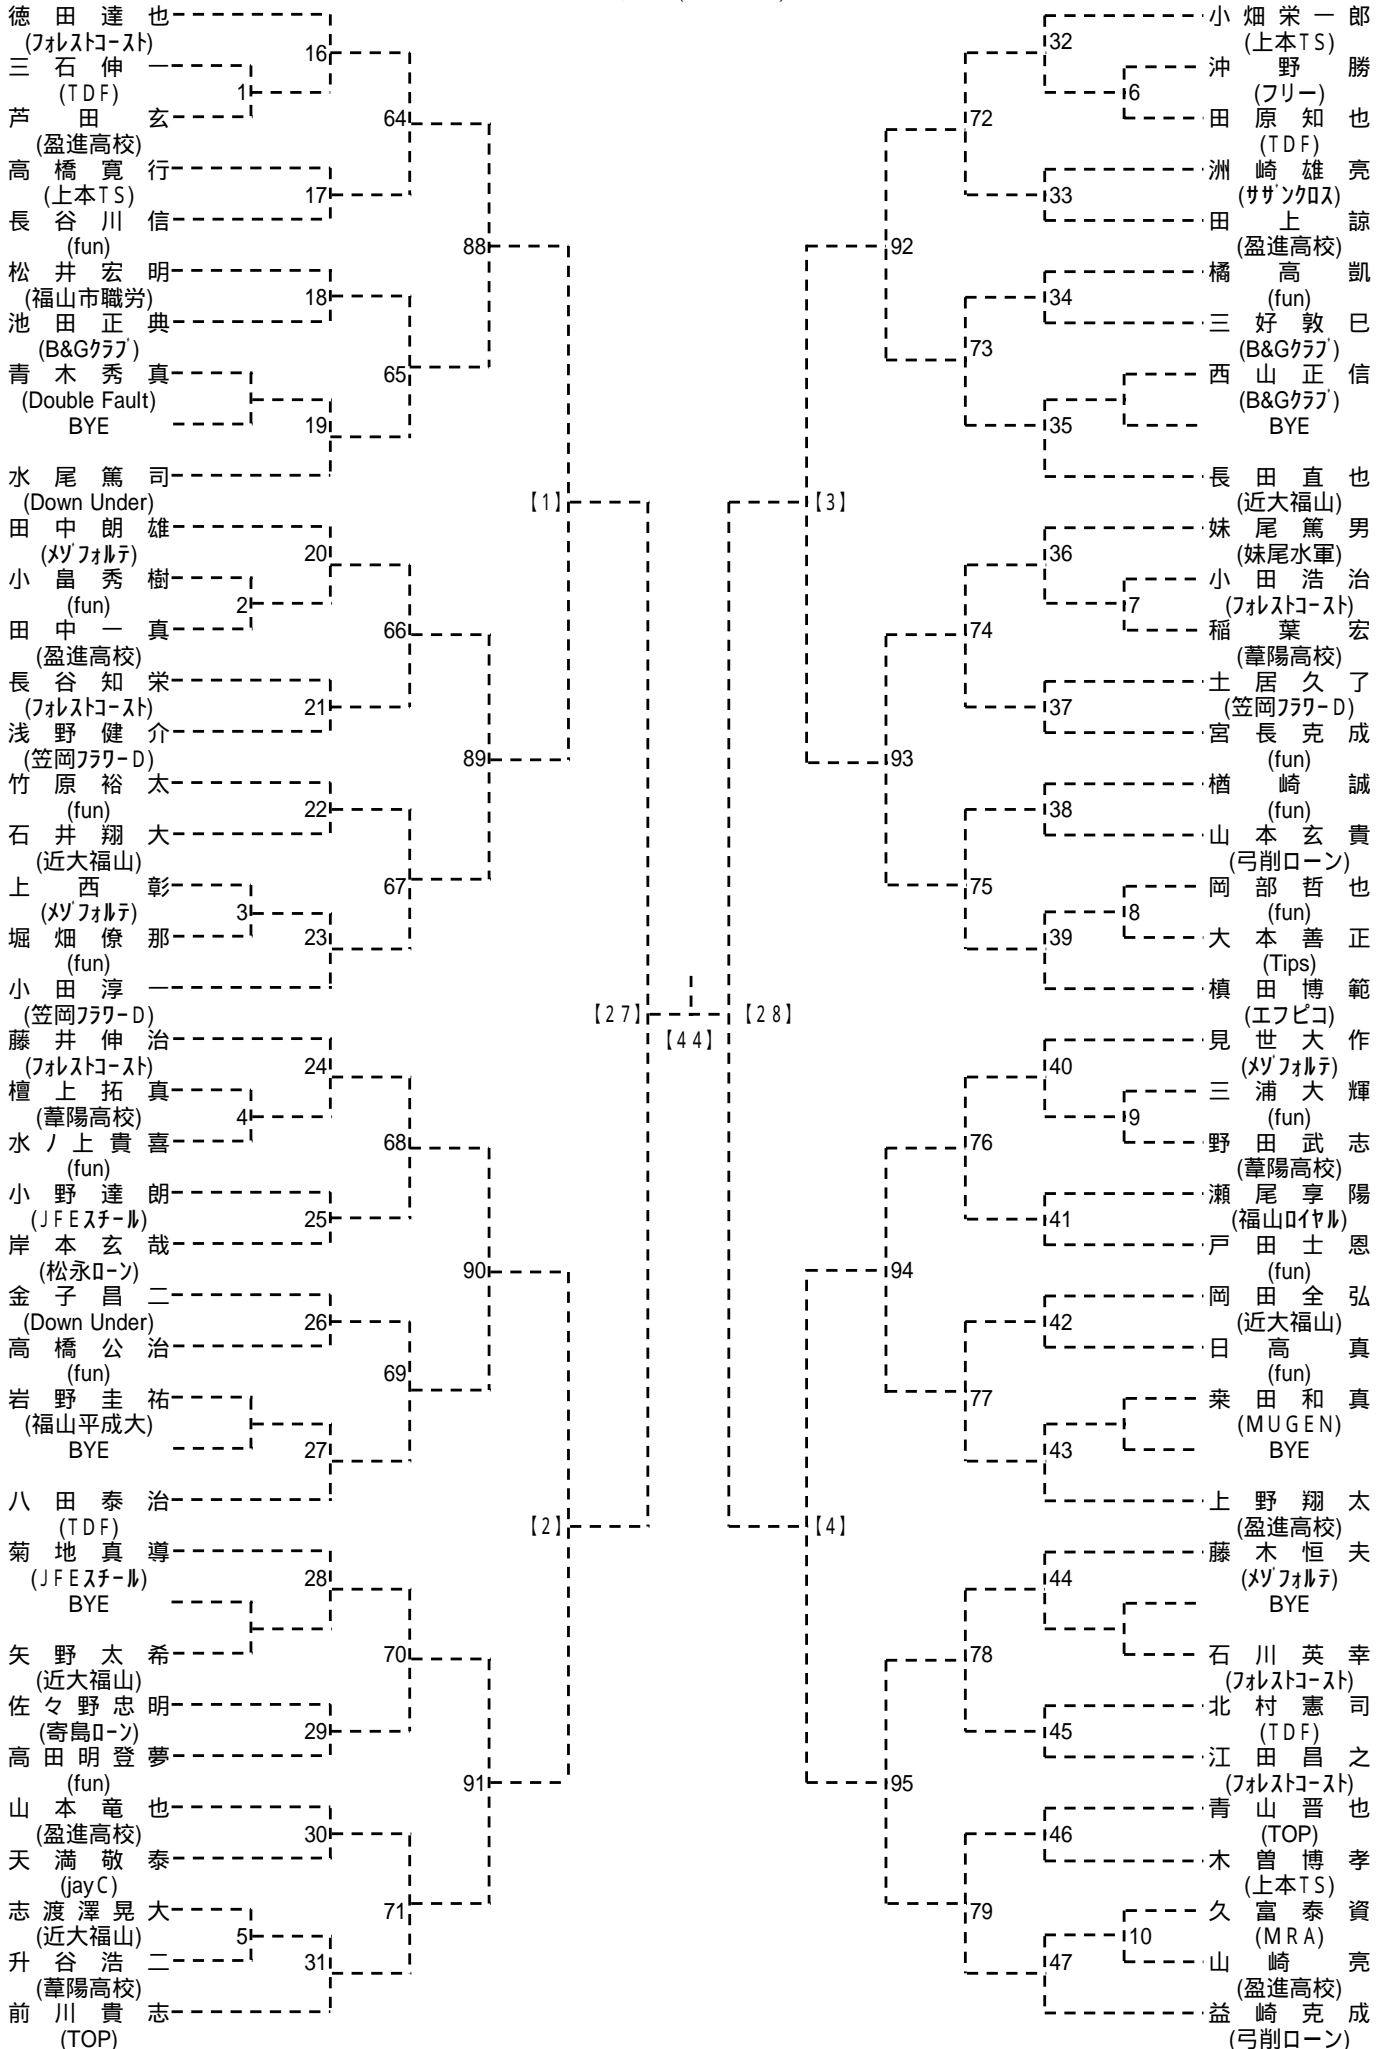 徳田達也
(フォレストコースト)
16
三石伸一
(TDF)
1
芦田玄
(盈進高校)
64
高橋寛行
(上本TS)
17
長谷川信
(fun)
88
松井宏明
(福山市職労)
18
池田正典
(B&Gクラブ)
65
青木秀真
(Double Fault)
BYE
19
水尾篤司
(Down Under)
【1】
田中朗雄
(メゾフォルテ)
20
小畠秀樹
(fun)
2
田中一真
(盈進高校)
66
長谷知栄
(フォレストコースト)
21
浅野健介
(笠岡フラワーD)
89
竹原裕太
(fun)
22
石井翔大
(近大福山)
67
上西彰
(メゾフォルテ)
3
堀畑僚那
(fun)
23
小田淳一
(笠岡フラワーD)
【27】
【44】
【28】
藤井伸治
(フォレストコースト)
24
檀上拓真
(葦陽高校)
4
水ノ上貴喜
(fun)
68
小野達朗
(JFEスチール)
25
岸本玄哉
(松永ローン)
90
金子昌二
(Down Under)
26
高橋公治
(fun)
69
岩野圭祐
(福山平成大)
BYE
27
八田泰治
(TDF)
【2】
菊地真導
(JFEスチール)
28
BYE
矢野太希
(近大福山)
70
佐々野忠明
(寄島ローン)
29
高田明登夢
(fun)
91
山本竜也
(盈進高校)
30
天満敬泰
(jayC)
71
志渡澤晃大
(近大福山)
5
升谷浩二
(葦陽高校)
31
前川貴志
(TOP)
小畑栄一郎
(上本TS)
32
沖野勝
(フリー)
6
田原知也
(TDF)
72
洲崎雄亮
(サザンクロス)
33
田上諒
(盈進高校)
92
橘高凱
(fun)
34
三好敦巳
(B&Gクラブ)
73
西山正信
(B&Gクラブ)
BYE
35
長田直也
(近大福山)
【3】
妹尾篤男
(妹尾水軍)
36
小田浩治
(フォレストコースト)
7
稲葉宏
(葦陽高校)
74
土居久了
(笠岡フラワーD)
37
宮長克成
(fun)
93
楢崎誠
(fun)
38
山本玄貴
(弓削ローン)
75
岡部哲也
(fun)
8
大本善正
(Tips)
39
槙田博範
(エフピコ)
見世大作
(メゾフォルテ)
40
三浦大輝
(fun)
9
野田武志
(葦陽高校)
76
瀬尾享陽
(福山ロイヤル)
41
戸田士恩
(fun)
94
岡田全弘
(近大福山)
42
日高真
(fun)
77
桒田和真
(MUGEN)
BYE
43
上野翔太
(盈進高校)
【4】
藤木恒夫
(メゾフォルテ)
44
BYE
石川英幸
(フォレストコースト)
78
北村憲司
(TDF)
45
江田昌之
(フォレストコースト)
95
青山晋也
(TOP)
46
木曽博孝
(上本TS)
79
久富泰資
(MRA)
10
山崎亮
(盈進高校)
47
益崎克成
(弓削ローン)